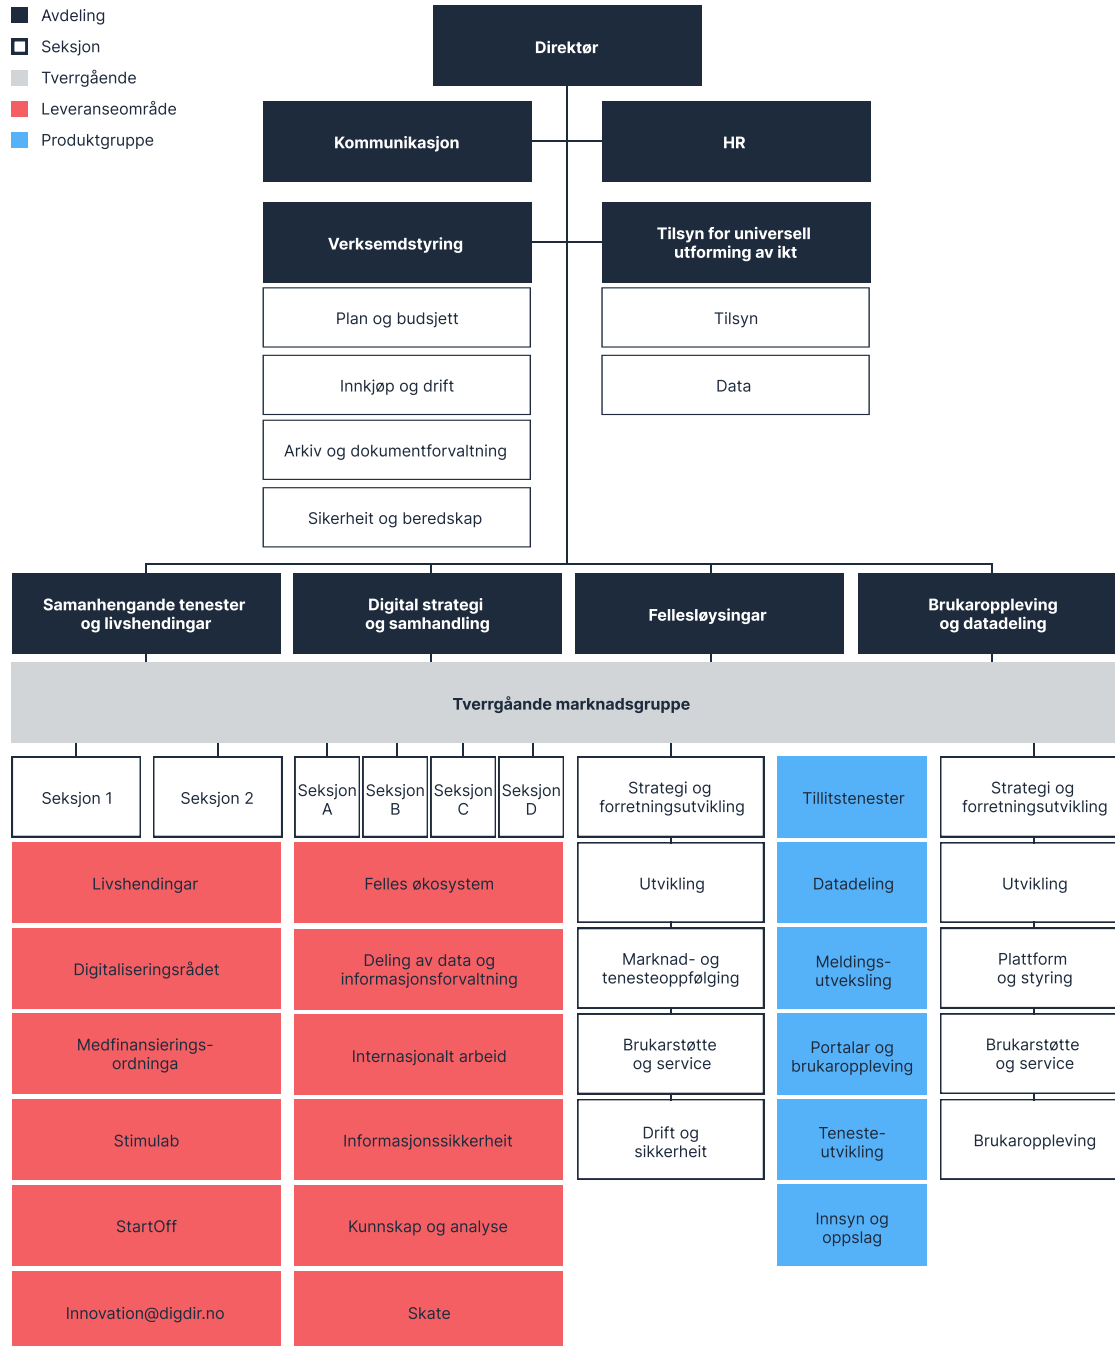 Avdeling
Seksjon
Tverrgående
Leveranseområde
Produktgruppe
Direktør
Kommunikasjon
HR
Verksemdstyring
Tilsyn for universell
utforming av ikt
Plan og budsjett
Tilsyn
Innkjøp og drift
Data
Arkiv og dokumentforvaltning
Sikerheit og beredskap
Samanhengande tenester
og livshendingar
Digital strategi
og samhandling
Fellesløysingar
Brukaroppleving
og datadeling
Tverrgåande marknadsgruppe
Seksjon 1
Seksjon 2
Seksjon
A
Seksjon
B
Seksjon
C
Seksjon
D
Strategi og
forretningsutvikling
Tillitstenester
Strategi og
forretningsutvikling
Livshendingar
Felles økosystem
Utvikling
Datadeling
Utvikling
Digitaliseringsrådet
Deling av data og
informasjonsforvaltning
Marknad- og
tenesteoppfølging
Meldings-
utveksling
Plattform
og styring
Medfinansierings-
ordninga
Internasjonalt arbeid
Brukarstøtte
og service
Portalar og
brukaroppleving
Brukarstøtte
og service
Stimulab
Informasjonssikkerheit
Drift og
sikkerheit
Teneste-
utvikling
Brukaroppleving
StartOff
Kunnskap og analyse
Innsyn og
oppslag
Innovation@digdir.no
Skate